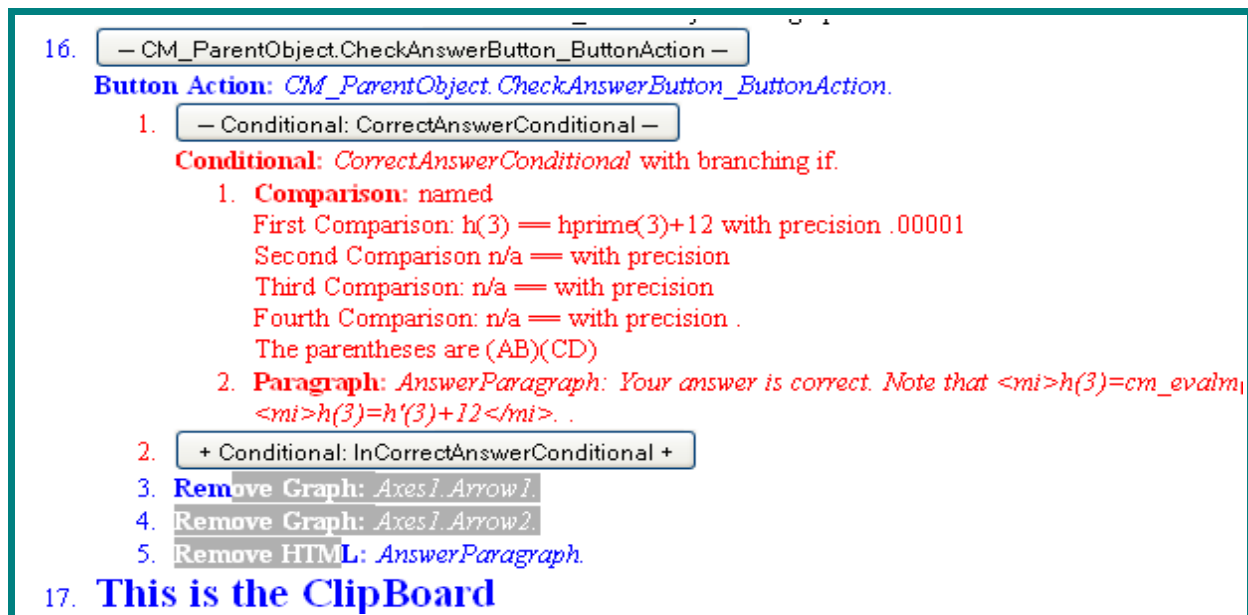 16. — CM_ParentObject.CheckAnswerButton_ButtonAction —
Button Action: CM_ParentObject.CheckAnswerButton_ButtonAction.
1. — Conditional: CorrectAnswerConditional —
Conditional: CorrectAnswerConditional with branching if.
1. Comparison: named
First Comparison: h(3) == hprime(3)+12 with precision .00001
Second Comparison n/a == with precision
Third Comparison: n/a == with precision
Fourth Comparison: n/a == with precision .
The parentheses are (AB)(CD)
2. Paragraph: AnswerParagraph: Your answer is correct. Note that <mi>h(3)=cm_evalm
<mi>h(3)=h'(3)+12</mi>. .
2. + Conditional: InCorrectAnswerConditional +
3. Remove Graph: Axes1.Arrow1.
4. Remove Graph: Axes1.Arrow2.
5. Remove HTML: AnswerParagraph.
17. This is the ClipBoard